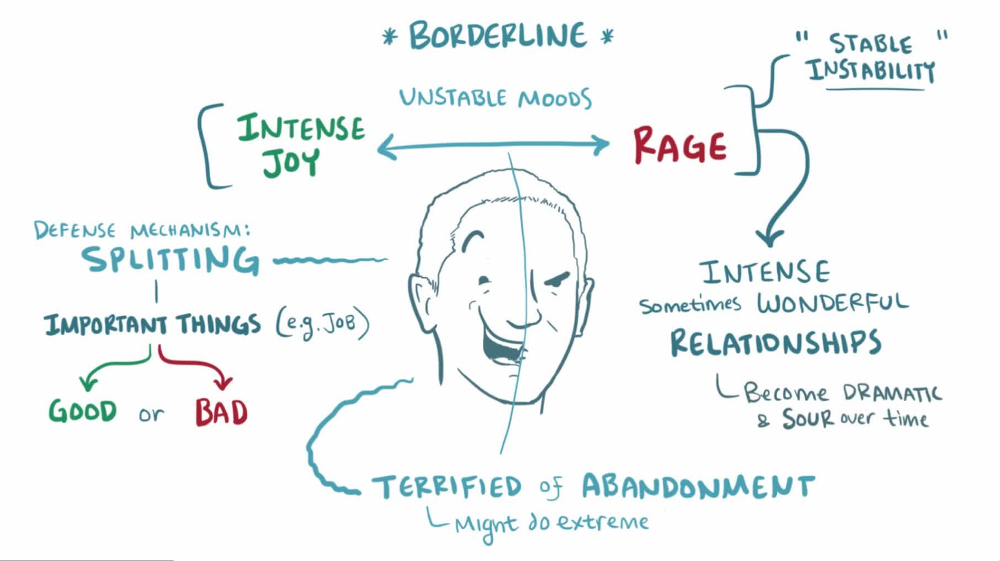 * BORDERLINE *
" STABLE "
INSTABILITY
UNSTABLE MOODS
INTENSE
JOY
RAGE
DEFENSE MECHANISM:
SPLITTING
IMPORTANT THINGS (e.g. JOB)
GOOD or BAD
INTENSE
Sometimes WONDERFUL
RELATIONSHIPS
Become DRAMATIC
& SOUR over time
TERRIFIED of ABANDONMENT
Might do extreme